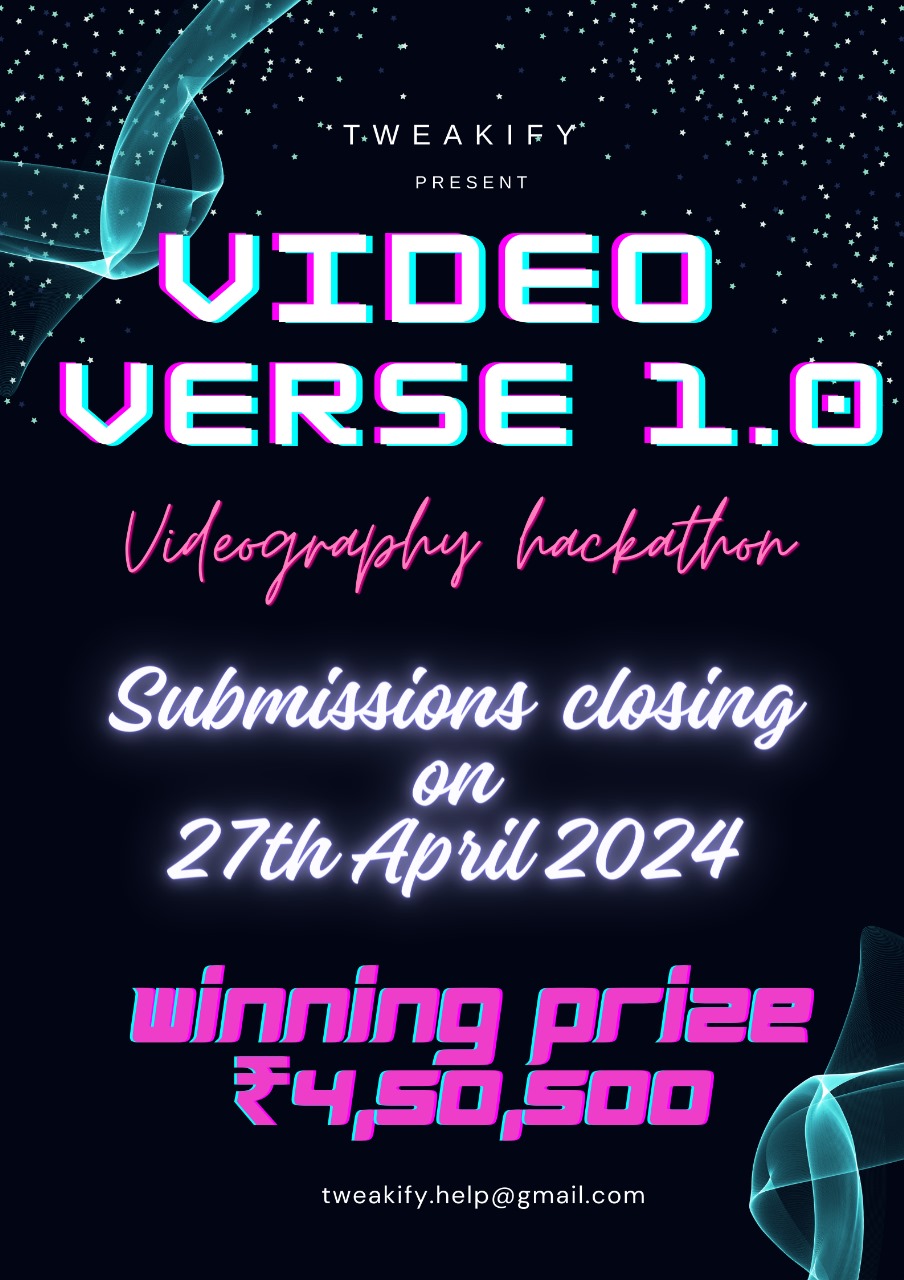 TWEAKIFY
PRESENT
VIDEO
VERSE 1.0
Videography hackathon
Submissions closing
on
27th April 2024
winning prize
₹4,50,500
tweakify.help@gmail.com